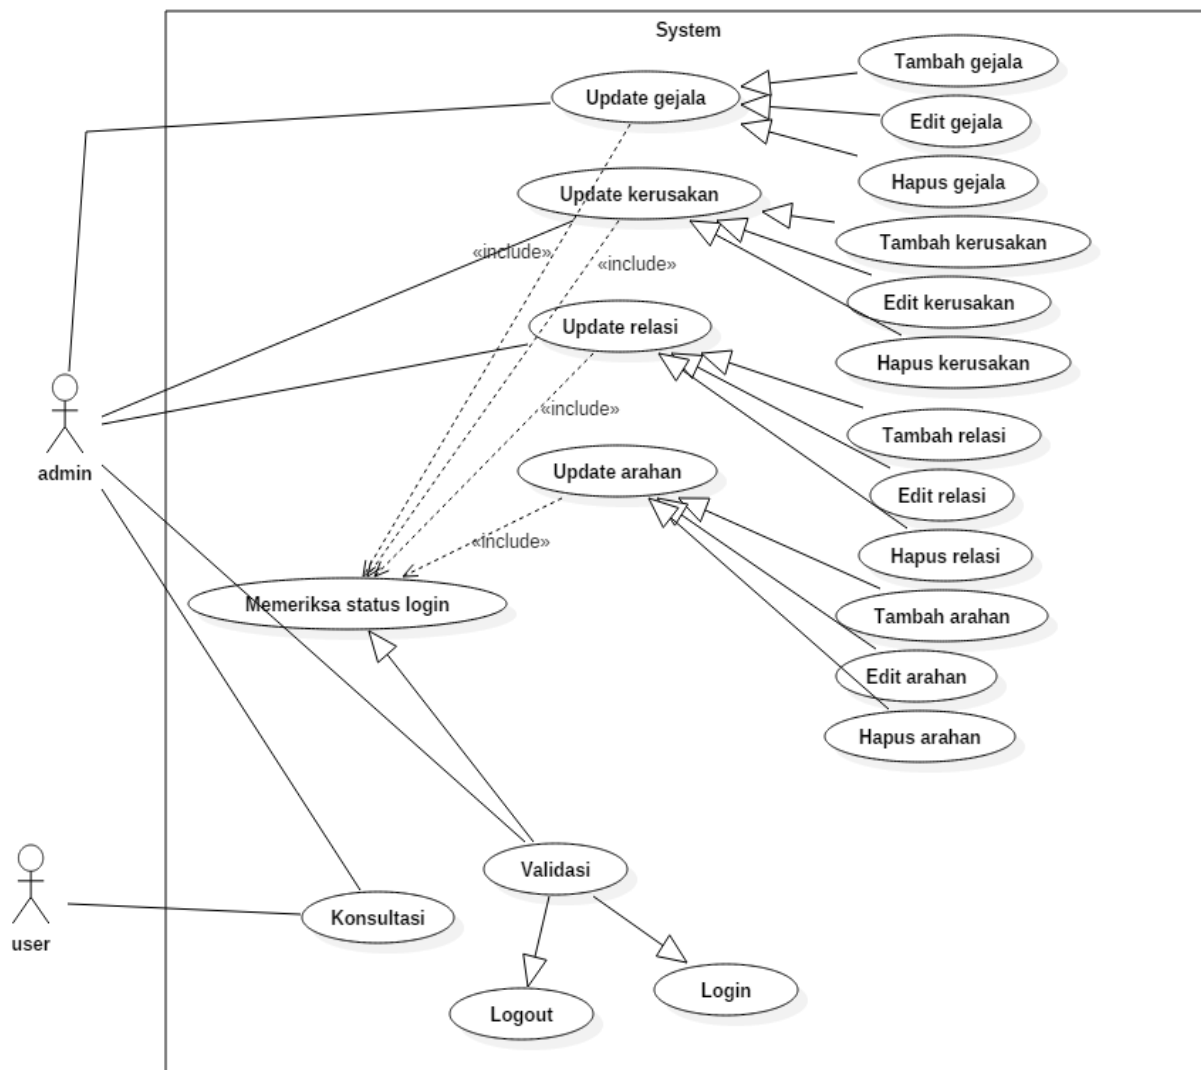 System
Tambah gejala
Update gejala
Edit gejala
Hapus gejala
Update kerusakan
Tambah kerusakan
«include»
«include»
Edit kerusakan
Update relasi
Hapus kerusakan
«include»
Tambah relasi
admin
Update arahan
Edit relasi
«include»
Hapus relasi
Memeriksa status login
Tambah arahan
Edit arahan
Hapus arahan
Validasi
Konsultasi
user
Login
Logout